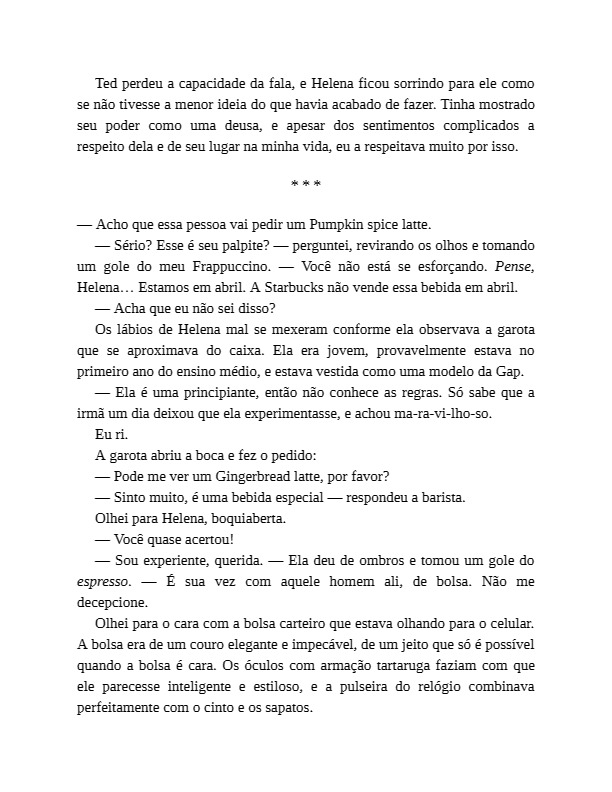 Ted perdeu a capacidade da fala, e Helena ficou sorrindo para ele como
se não tivesse a menor ideia do que havia acabado de fazer. Tinha mostrado
seu poder como uma deusa, e apesar dos sentimentos complicados a
respeito dela e de seu lugar na minha vida, eu a respeitava muito por isso.
* * *
— Acho que essa pessoa vai pedir um Pumpkin spice latte.
— Sério? Esse é seu palpite? — perguntei, revirando os olhos e tomando
um gole do meu Frappuccino. — Você não está se esforçando. Pense,
Helena… Estamos em abril. A Starbucks não vende essa bebida em abril.
— Acha que eu não sei disso?
Os lábios de Helena mal se mexeram conforme ela observava a garota
que se aproximava do caixa. Ela era jovem, provavelmente estava no
primeiro ano do ensino médio, e estava vestida como uma modelo da Gap.
— Ela é uma principiante, então não conhece as regras. Só sabe que a
irmã um dia deixou que ela experimentasse, e achou ma-ra-vi-lho-so.
Eu ri.
A garota abriu a boca e fez o pedido:
— Pode me ver um Gingerbread latte, por favor?
— Sinto muito, é uma bebida especial — respondeu a barista.
Olhei para Helena, boquiaberta.
— Você quase acertou!
— Sou experiente, querida. — Ela deu de ombros e tomou um gole do
espresso. — É sua vez com aquele homem ali, de bolsa. Não me
decepcione.
Olhei para o cara com a bolsa carteiro que estava olhando para o celular.
A bolsa era de um couro elegante e impecável, de um jeito que só é possível
quando a bolsa é cara. Os óculos com armação tartaruga faziam com que
ele parecesse inteligente e estiloso, e a pulseira do relógio combinava
perfeitamente com o cinto e os sapatos.